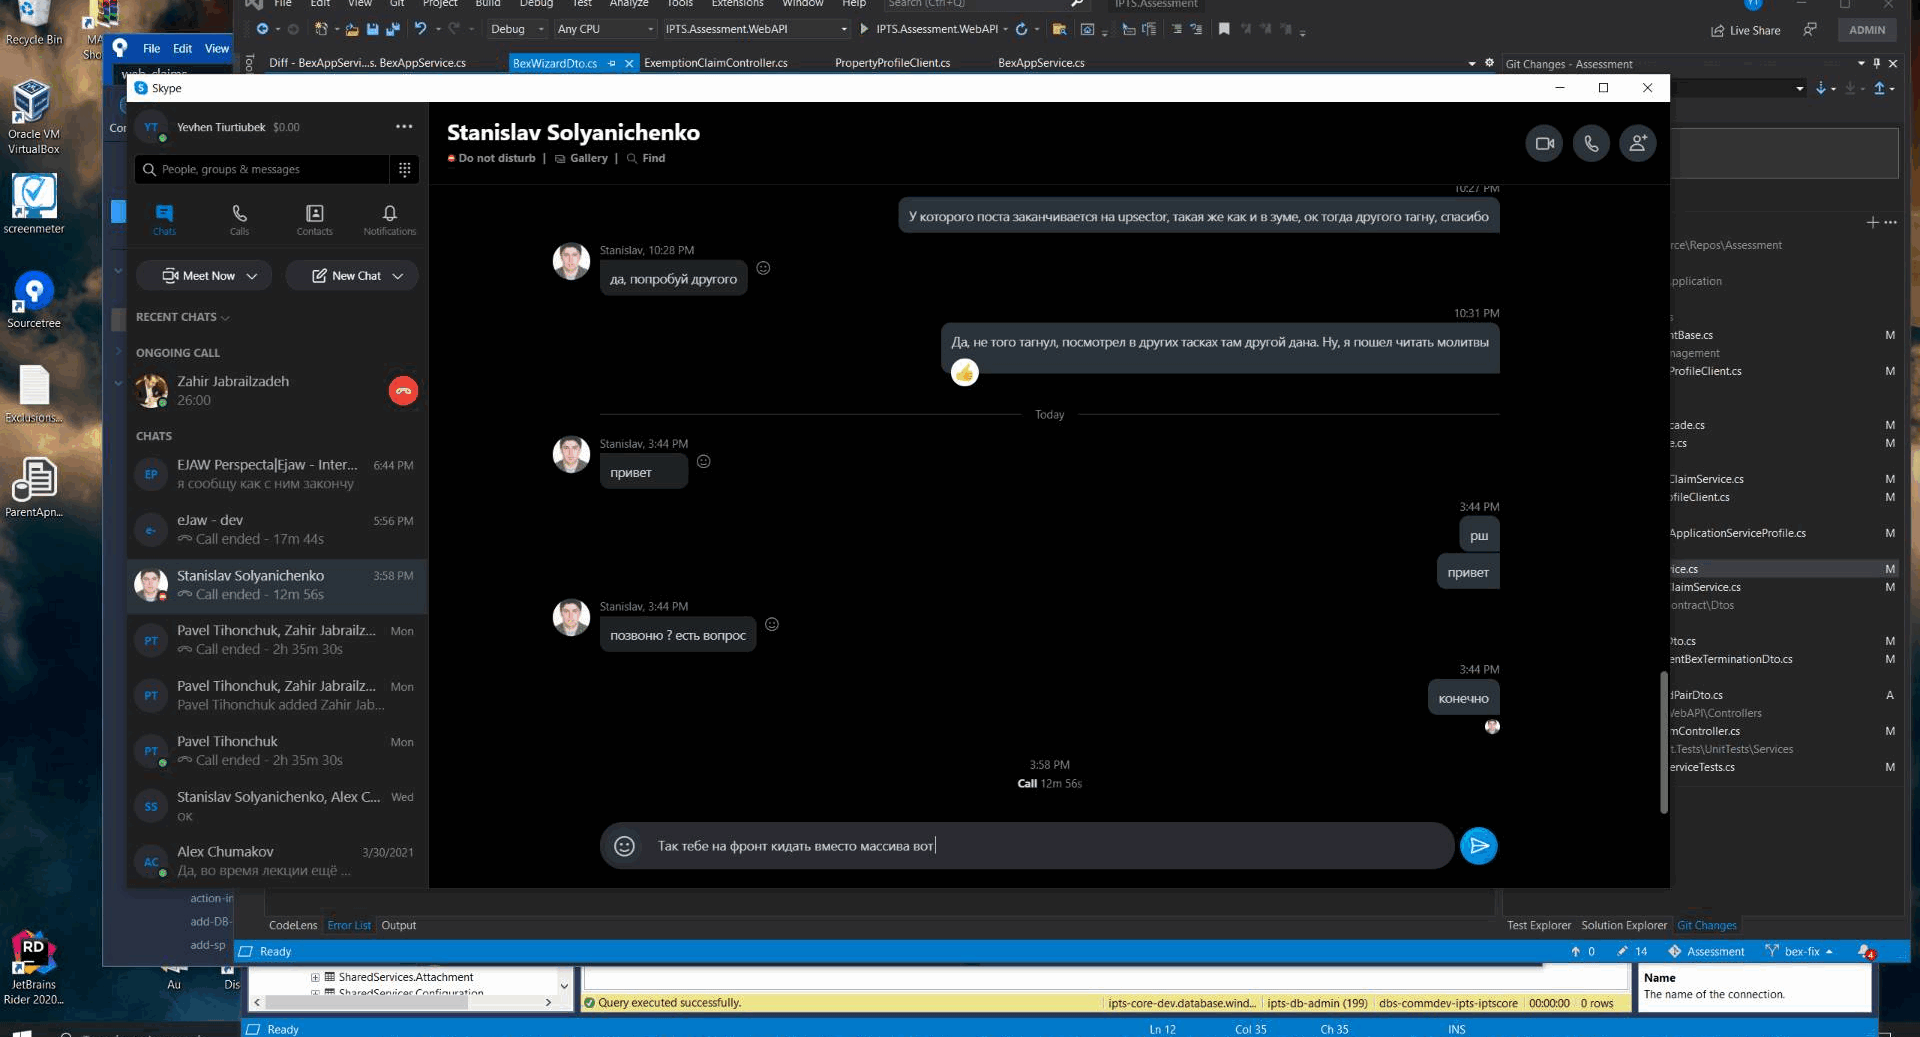 File Edit View Git Project Build Debug Test Analyze Tools Extensions Window Help Search (Ctrl+Q) IPTS.Assessment YT
Recycle Bin
File Edit View
Debug Any CPU IPTS.Assessment.WebAPI IPTS.Assessment.WebAPI Live Share ADMIN
Diff - BexAppServi...s. BexAppService.cs BexWizardDto.cs ExemptionClaimController.cs PropertyProfileClient.cs BexAppService.cs Git Changes - Assessment
Skype
Yevhen Tiurtiubek $0.00
YT
People, groups & messages
Chats Calls Contacts Notifications
Meet Now New Chat
RECENT CHATS
ONGOING CALL
Zahir Jabrailzadeh
26:00
CHATS
EP
EJAW Perspecta|Ejaw - Inter... 6:44 PM
я сообщу как с ним закончу
e-
eJaw - dev 5:56 PM
Call ended - 17m 44s
Stanislav Solyanichenko 3:58 PM
Call ended - 12m 56s
PT
Pavel Tihonchuk, Zahir Jabrailz... Mon
Call ended - 2h 35m 30s
PT
Pavel Tihonchuk, Zahir Jabrailz... Mon
Pavel Tihonchuk added Zahir Jab...
PT
Pavel Tihonchuk Mon
Call ended - 2h 35m 30s
SS
Stanislav Solyanichenko, Alex C... Wed
ок
AC
Alex Chumakov 3/30/2021
Да, во время лекции ещё ...
Stanislav Solyanichenko
Do not disturb | Gallery | Find
10:27 PM
У которого поста заканчивается на upsector, такая же как и в зуме, ок тогда другого тагну, спасибо
Stanislav, 10:28 PM
да, попробуй другого
10:31 PM
Да, не того тагнул, посмотрел в других тасках там другой дана. Ну, я пошел читать молитвы
Today
Stanislav, 3:44 PM
привет
3:44 PM
рш
привет
Stanislav, 3:44 PM
позвоню ? есть вопрос
3:44 PM
конечно
3:58 PM
Call 12m 56s
Так тебе на фронт кидать вместо массива вот
rce\Repos\Assessment
pplication
ntBase.cs M
nagement
ProfileClient.cs M
cade.cs M
e.cs M
ClaimService.cs M
ofileClient.cs M
ApplicationServiceProfile.cs M
ice.cs M
laimService.cs M
ontract\Dtos
Dto.cs M
entBexTerminationDto.cs M
dPairDto.cs A
WebAPI\Controllers
mController.cs M
t.Tests\UnitTests\Services
erviceTests.cs M
Oracle VM
VirtualBox
screenmeter
Sourcetree
Exclusions...
ParentApn...
RD
JetBrains
Rider 2020...
Au Dis
action-in
add-DB-
add-sp
CodeLens Error List Output Test Explorer Solution Explorer Git Changes
Ready 0 14 Assessment bex-fix 4
SharedServices.Attachment
SharedServices.Configuration
Query executed successfully. ipts-core-dev.database.wind... ipts-db-admin (199) dbs-commdev-ipts-iptscore 00:00:00 0 rows
Name
The name of the connection.
Ready Ln 12 Col 35 Ch 35 INS